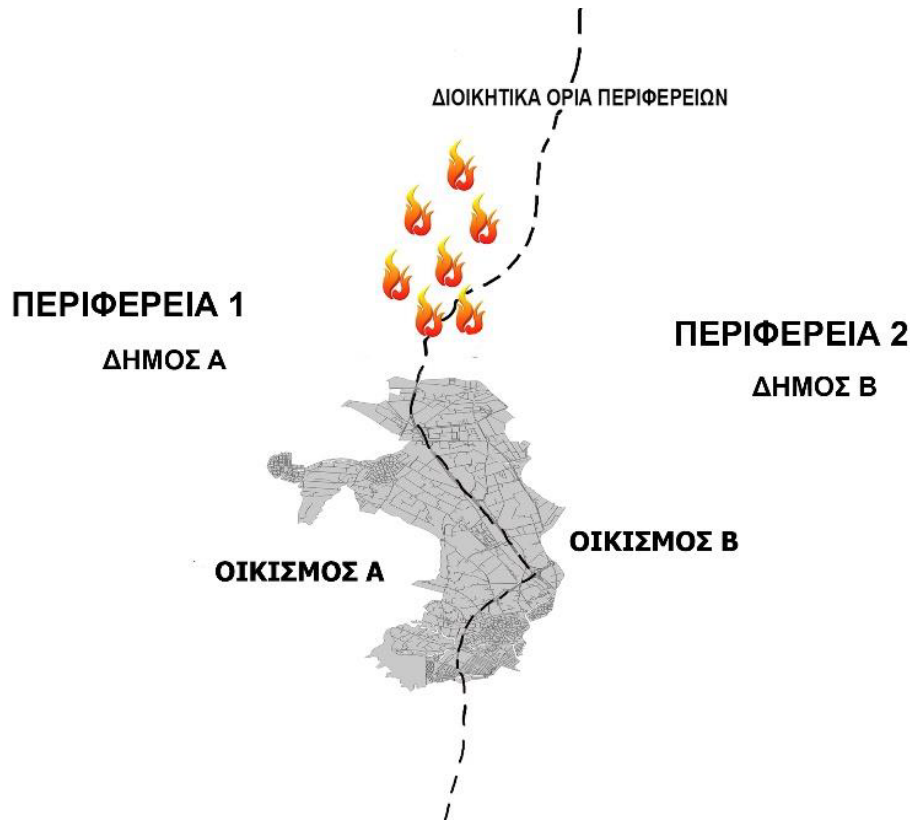 ΔΙΟΙΚΗΤΙΚΑ ΟΡΙΑ ΠΕΡΙΦΕΡΕΙΩΝ
ΠΕΡΙΦΕΡΕΙΑ 1
ΔΗΜΟΣ Α
ΠΕΡΙΦΕΡΕΙΑ 2
ΔΗΜΟΣ Β
ΟΙΚΙΣΜΟΣ Β
ΟΙΚΙΣΜΟΣ Α